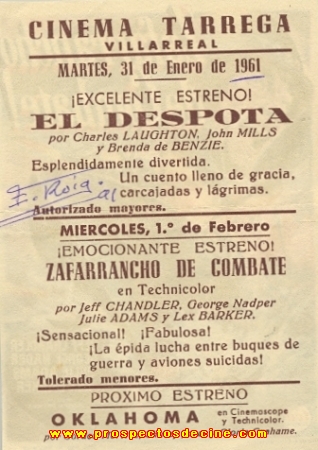 CINEMA TARREGA
VILLARREAL
MARTES, 31 de Enero de 1961
¡EXCELENTE ESTRENO!
EL DESPOTA
por Charles LAUGHTON, John MILLS
y Brenda de BENZIE.
Esplendidamente divertida.
Un cuento lleno de gracia,
carcajadas y lágrimas.
Autorizado mayores.
MIERCOLES, 1.º de Febrero
¡EMOCIONANTE ESTRENO!
ZAFARRANCHO DE COMBATE
en Technicolor
por Jeff CHANDLER, George Nadper
Julie ADAMS y Lex BARKER.
¡Sensacional! ¡Fabulosa!
¡La épida lucha entre buques de
guerra y aviones suicidas!
Tolerado menores.
PROXIMO ESTRENO
OKLAHOMA en Cinemoscope
y Technicolor.
www.prospectosdecine.com